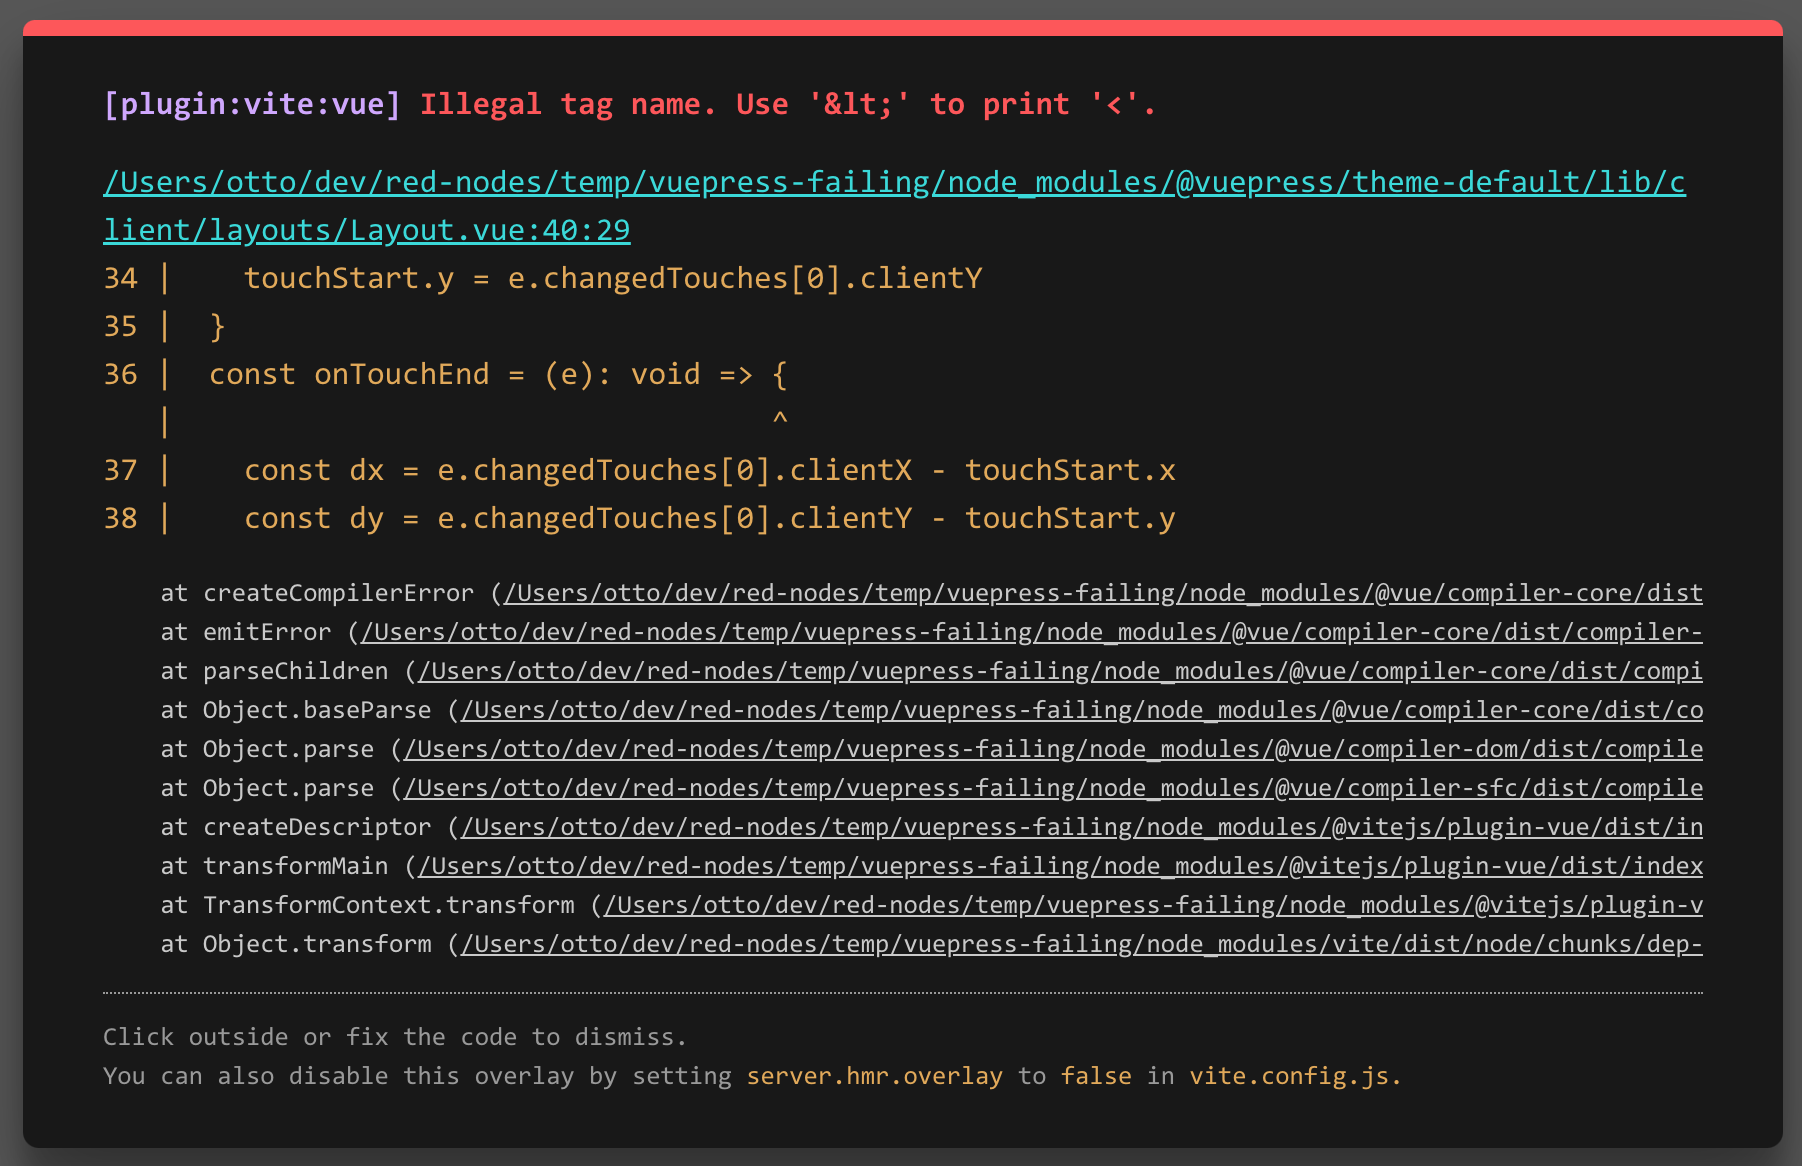 [plugin:vite:vue] Illegal tag name. Use '&lt;' to print '<'.
/Users/otto/dev/red-nodes/temp/vuepress-failing/node_modules/@vuepress/theme-default/lib/c
lient/layouts/Layout.vue:40:29
34 |    touchStart.y = e.changedTouches[0].clientY
35 |  }
36 |  const onTouchEnd = (e): void => {
   |                                  ^
37 |    const dx = e.changedTouches[0].clientX - touchStart.x
38 |    const dy = e.changedTouches[0].clientY - touchStart.y
    at createCompilerError (/Users/otto/dev/red-nodes/temp/vuepress-failing/node_modules/@vue/compiler-core/dist
    at emitError (/Users/otto/dev/red-nodes/temp/vuepress-failing/node_modules/@vue/compiler-core/dist/compiler-
    at parseChildren (/Users/otto/dev/red-nodes/temp/vuepress-failing/node_modules/@vue/compiler-core/dist/compi
    at Object.baseParse (/Users/otto/dev/red-nodes/temp/vuepress-failing/node_modules/@vue/compiler-core/dist/co
    at Object.parse (/Users/otto/dev/red-nodes/temp/vuepress-failing/node_modules/@vue/compiler-dom/dist/compile
    at Object.parse (/Users/otto/dev/red-nodes/temp/vuepress-failing/node_modules/@vue/compiler-sfc/dist/compile
    at createDescriptor (/Users/otto/dev/red-nodes/temp/vuepress-failing/node_modules/@vitejs/plugin-vue/dist/in
    at transformMain (/Users/otto/dev/red-nodes/temp/vuepress-failing/node_modules/@vitejs/plugin-vue/dist/index
    at TransformContext.transform (/Users/otto/dev/red-nodes/temp/vuepress-failing/node_modules/@vitejs/plugin-v
    at Object.transform (/Users/otto/dev/red-nodes/temp/vuepress-failing/node_modules/vite/dist/node/chunks/dep-
Click outside or fix the code to dismiss.
You can also disable this overlay by setting server.hmr.overlay to false in vite.config.js.